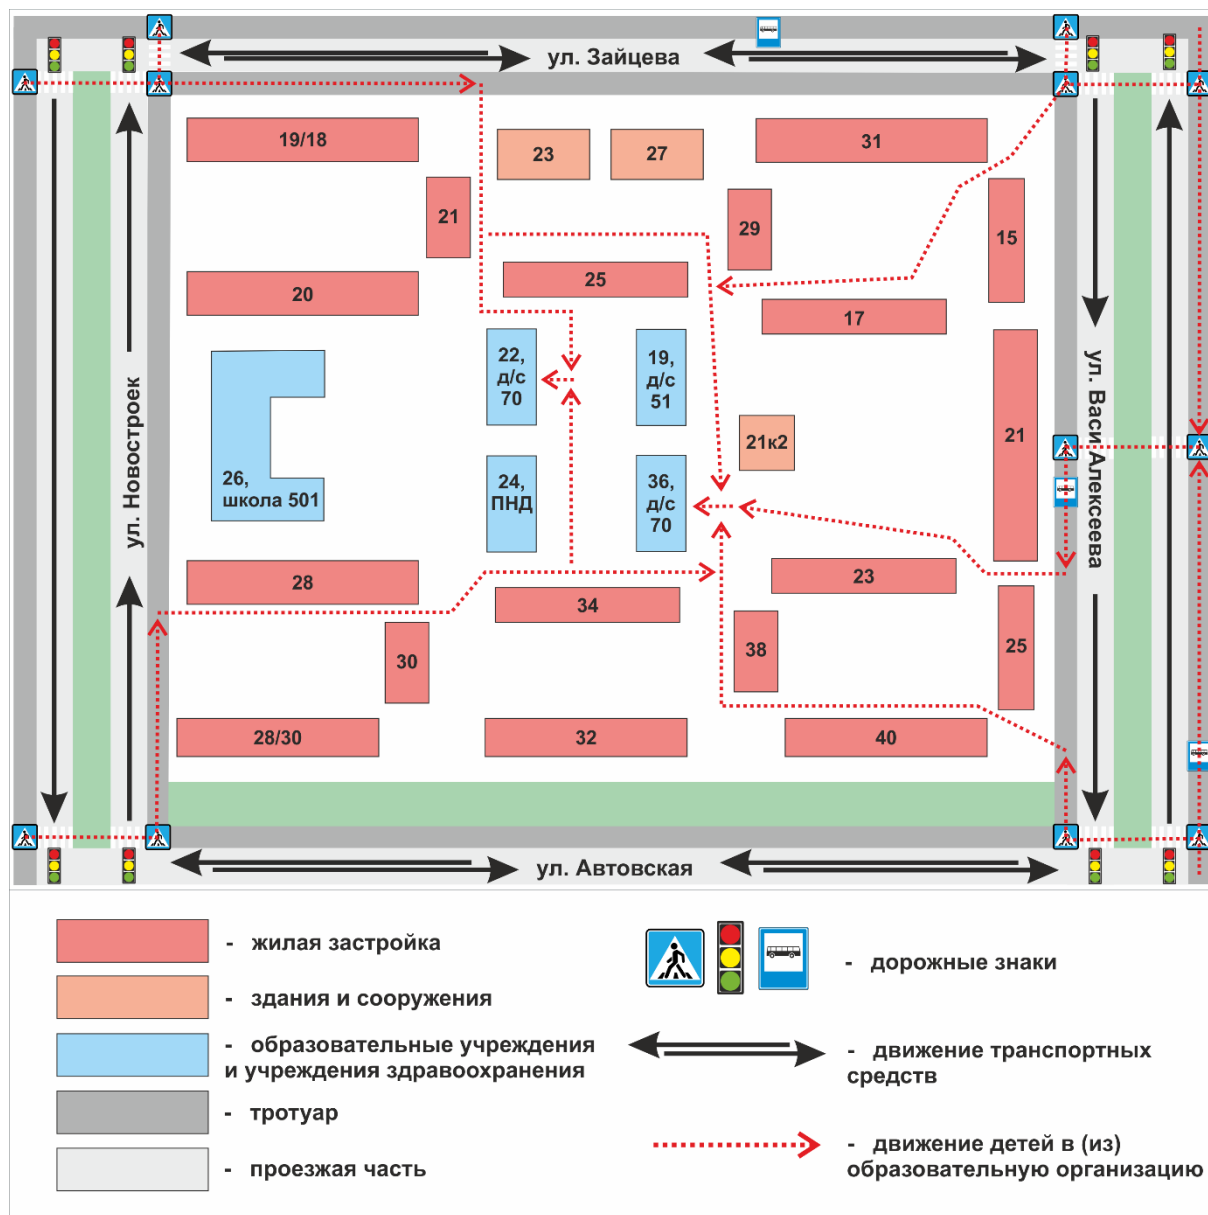 ул. Зайцева
19/18
23
27
31
21
29
15
25
20
17
22,
д/с
70
19,
д/с
51
ул. Новостроек
ул. Васи Алексеева
21
21к2
26,
школа 501
24,
ПНД
36,
д/с
70
28
23
34
30
38
25
28/30
32
40
ул. Автовская
- жилая застройка
- здания и сооружения
- образовательные учреждения
и учреждения здравоохранения
- тротуар
- проезжая часть
- дорожные знаки
- движение транспортных
средств
- движение детей в (из)
образовательную организацию